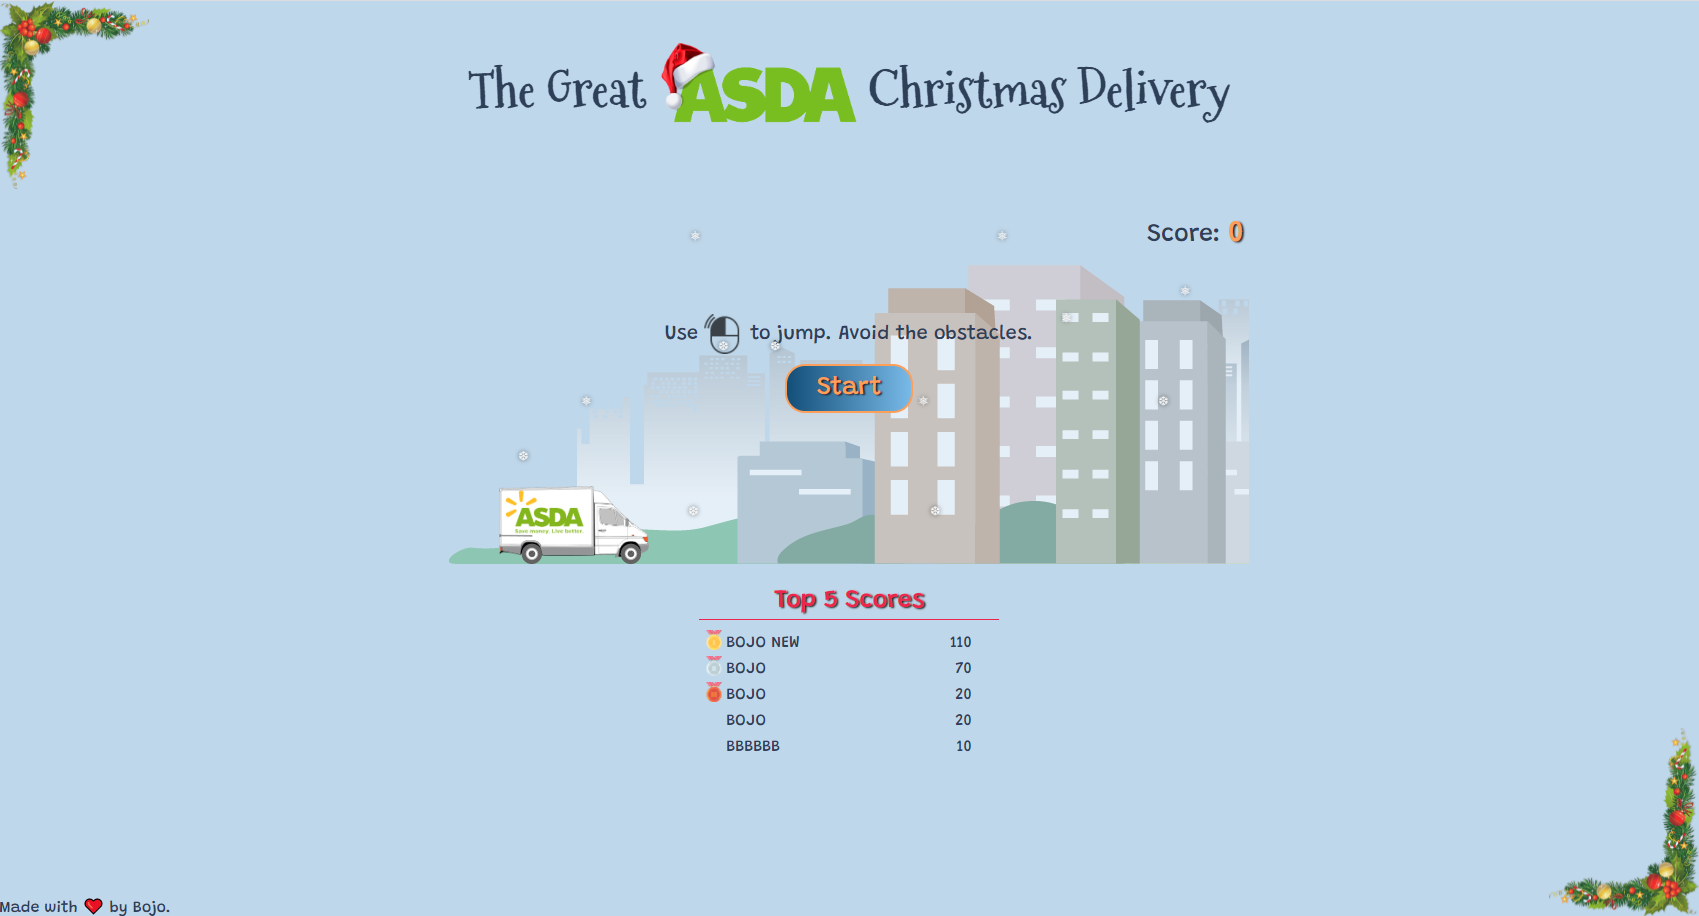 The Great ASDA Christmas Delivery
Score: 0
Use to jump. Avoid the obstacles.
Start
ASDA
Save money. Live better.
Top 5 Scores
BOJO NEW 110
BOJO 70
BOJO 20
BOJO 20
BBBBBB 10
Made with by Bojo.